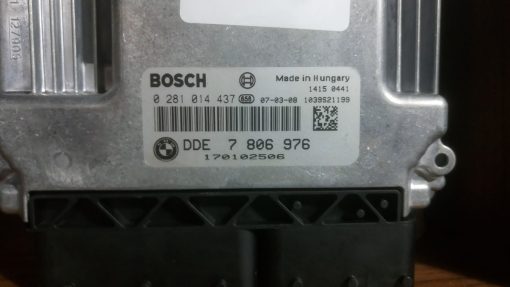 BOSCH Made in Hungary
1415 0441
0 281 014 437 658 07-03-08 1039S21199
DDE 7 806 976
170102506